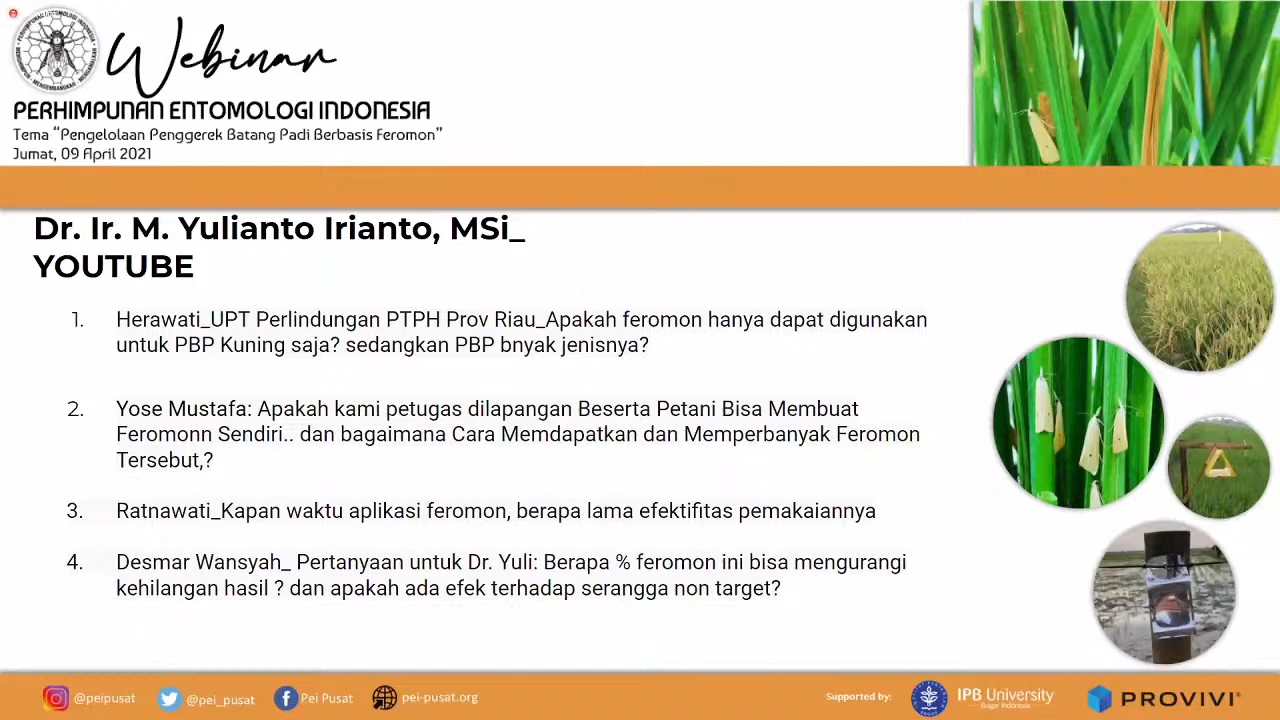 Webinar
PERHIMPUNAN ENTOMOLOGI INDONESIA
Tema "Pengelolaan Penggerek Batang Padi Berbasis Feromon"
Jumat, 09 April 2021
Dr. Ir. M. Yulianto Irianto, MSi_
YOUTUBE
1. Herawati_UPT Perlindungan PTPH Prov Riau_Apakah feromon hanya dapat digunakan
untuk PBP Kuning saja? sedangkan PBP bnyak jenisnya?
2. Yose Mustafa: Apakah kami petugas dilapangan Beserta Petani Bisa Membuat
Feromonn Sendiri.. dan bagaimana Cara Memdapatkan dan Memperbanyak Feromon
Tersebut,?
3. Ratnawati_Kapan waktu aplikasi feromon, berapa lama efektifitas pemakaiannya
4. Desmar Wansyah_ Pertanyaan untuk Dr. Yuli: Berapa % feromon ini bisa mengurangi
kehilangan hasil ? dan apakah ada efek terhadap serangga non target?
@peipusat
@pei_pusat
Pei Pusat
pei-pusat.org
Supported by:
IPB University
Bogor Indonesia
PROVIVI